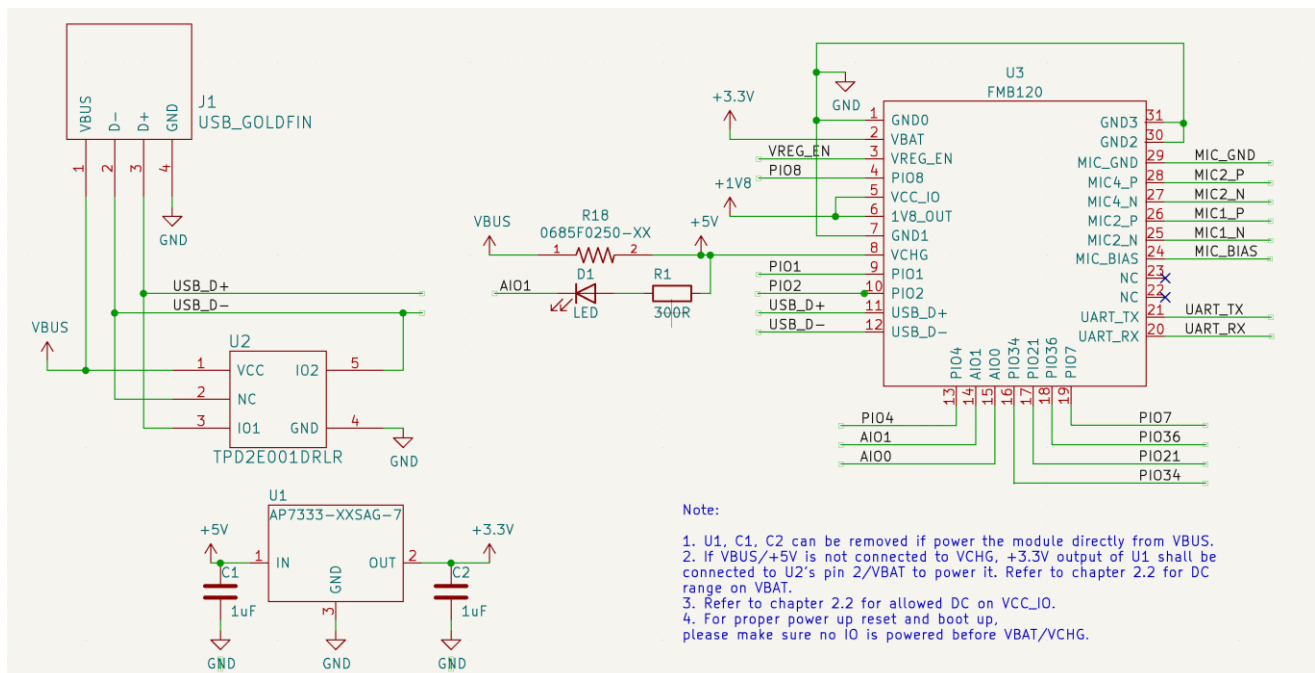 J1
USB_GOLDFIN
VBUS
D-
D+
GND
1
2
3
4
GND
USB_D+
USB_D-
VBUS
U2
1
VCC
IO2
5
2
NC
3
IO1
GND
4
TPD2E001DRLR
GND
U1
AP7333-XXSAG-7
+5V
1
IN
OUT
2
+3.3V
GND
3
C1
1uF
C2
1uF
GND
GND
GND
VBUS
R18
0685F0250-XX
1
2
+5V
AIO1
D1
LED
R1
300R
U3
FMB120
GND
+3.3V
+1V8
1
GND0
2
VBAT
VREG_EN
3
VREG_EN
PIO8
4
PIO8
5
VCC_IO
6
1V8_OUT
7
GND1
8
VCHG
PIO1
9
PIO1
PIO2
10
PIO2
USB_D+
11
USB_D+
USB_D-
12
USB_D-
GND3
31
GND2
30
MIC_GND
29
MIC_GND
MIC4_P
28
MIC2_P
MIC4_N
27
MIC2_N
MIC2_P
26
MIC1_P
MIC2_N
25
MIC1_N
MIC_BIAS
24
MIC_BIAS
NC
23
NC
22
UART_TX
21
UART_TX
UART_RX
20
UART_RX
PIO4
AIO1
AIO0
PIO34
PIO21
PIO36
PIO7
13
14
15
16
17
18
19
PIO4
AIO1
AIO0
PIO7
PIO36
PIO21
PIO34
Note:
1. U1, C1, C2 can be removed if power the module directly from VBUS.
2. If VBUS/+5V is not connected to VCHG, +3.3V output of U1 shall be
connected to U2's pin 2/VBAT to power it. Refer to chapter 2.2 for DC
range on VBAT.
3. Refer to chapter 2.2 for allowed DC on VCC_IO.
4. For proper power up reset and boot up,
please make sure no IO is powered before VBAT/VCHG.